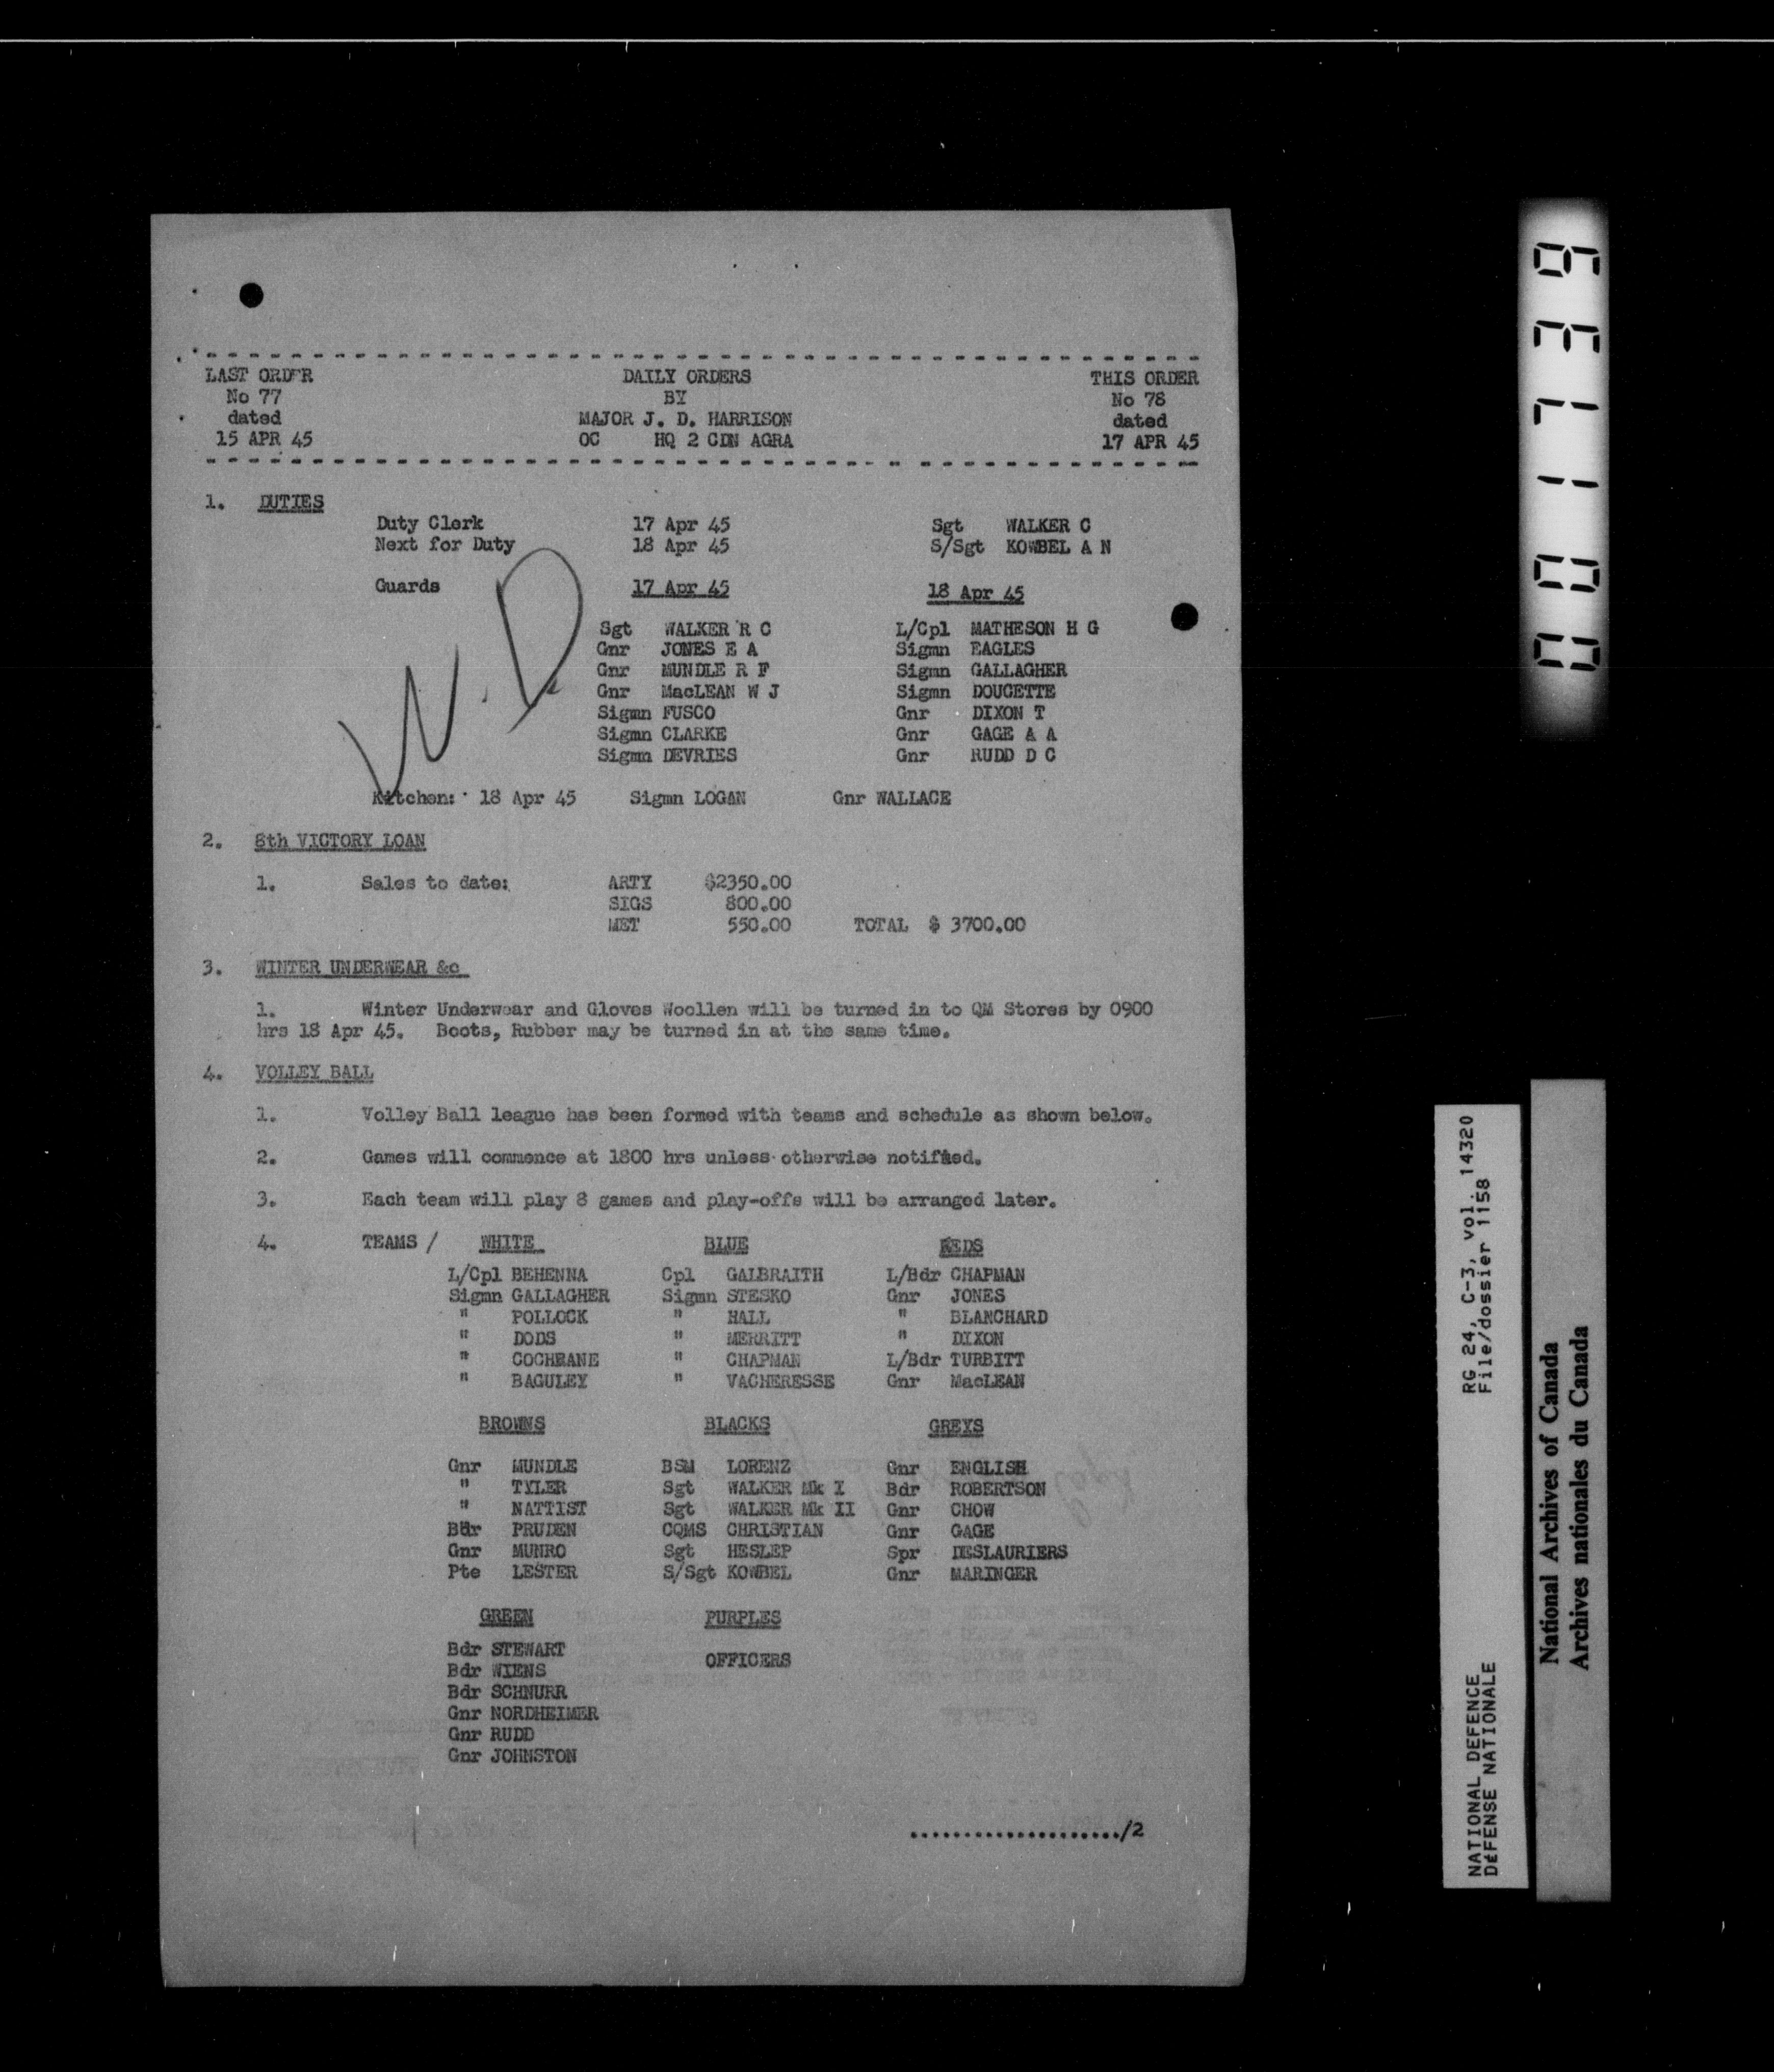 LAST ORDER DAILY ORDERS THIS ORDER
No 77 BY No 78
dated MAJOR J. D. HARRISON dated
15 APR 45 OC HQ 2 CDN AGRA 17 APR 45
1. DUTIES
Duty Clerk 17 Apr 45 Sgt WALKER C
Next for Duty 18 Apr 45 S/Sgt KOWBEL A N
Guards 17 Apr 45 18 Apr 45
Sgt WALKER R C L/Cpl MATHESON H G
Gnr JONES E A Sigmn EAGLES
Gnr MUNDLE R F Sigmn GALLAGHER
Gnr MacLEAN W J Sigmn DOUCETTE
Sigmn FUSCO Gnr DIXON T
Sigmn CLARKE Gnr GAGE A A
Sigmn DEVRIES Gnr RUDD D C
Kitchen: 18 Apr 45 Sigmn LOGAN Gnr WALLACE
2. 8th VICTORY LOAN
1. Sales to date: ARTY $2350.00
SIGS 800.00
MET 550.00 TOTAL $ 3700.00
3. WINTER UNDERWEAR &c
1. Winter Underwear and Gloves Woollen will be turned in to QM Stores by 0900
hrs 18 Apr 45. Boots, Rubber may be turned in at the same time.
4. VOLLEY BALL
1. Volley Ball league has been formed with teams and schedule as shown below.
2. Games will commence at 1800 hrs unless otherwise notified.
3. Each team will play 8 games and play-offs will be arranged later.
4. TEAMS / WHITE BLUE REDS
L/Cpl BEHENNA Cpl GALBRAITH L/Bdr CHAPMAN
Sigmn GALLAGHER Sigmn STESKO Gnr JONES
" POLLOCK " HALL " BLANCHARD
" DODS " MERRITT " DIXON
" COCHRANE " CHAPMAN L/Bdr TURBITT
" BAGULEY " VACHERESSE Gnr MacLEAN
BROWNS BLACKS GREYS
Gnr MUNDLE BSM LORENZ Gnr ENGLISH
" TYLER Sgt WALKER Mk I Bdr ROBERTSON
" NATTIST Sgt WALKER Mk II Gnr CHOW
Bdr PRUDEN CQMS CHRISTIAN Gnr GAGE
Gnr MUNRO Sgt HESLEP Spr DESLAURIERS
Pte LESTER S/Sgt KOWBEL Gnr MARINGER
GREEN PURPLES
Bdr STEWART OFFICERS
Bdr WIENS
Bdr SCHNURR
Gnr NORDHEIMER
Gnr RUDD
Gnr JOHNSTON
..................../2
W.D.
001739
RG 24, C-3, vol. 14320
File/dossier 1158
NATIONAL DEFENCE
DÉFENSE NATIONALE
National Archives of Canada
Archives nationales du Canada